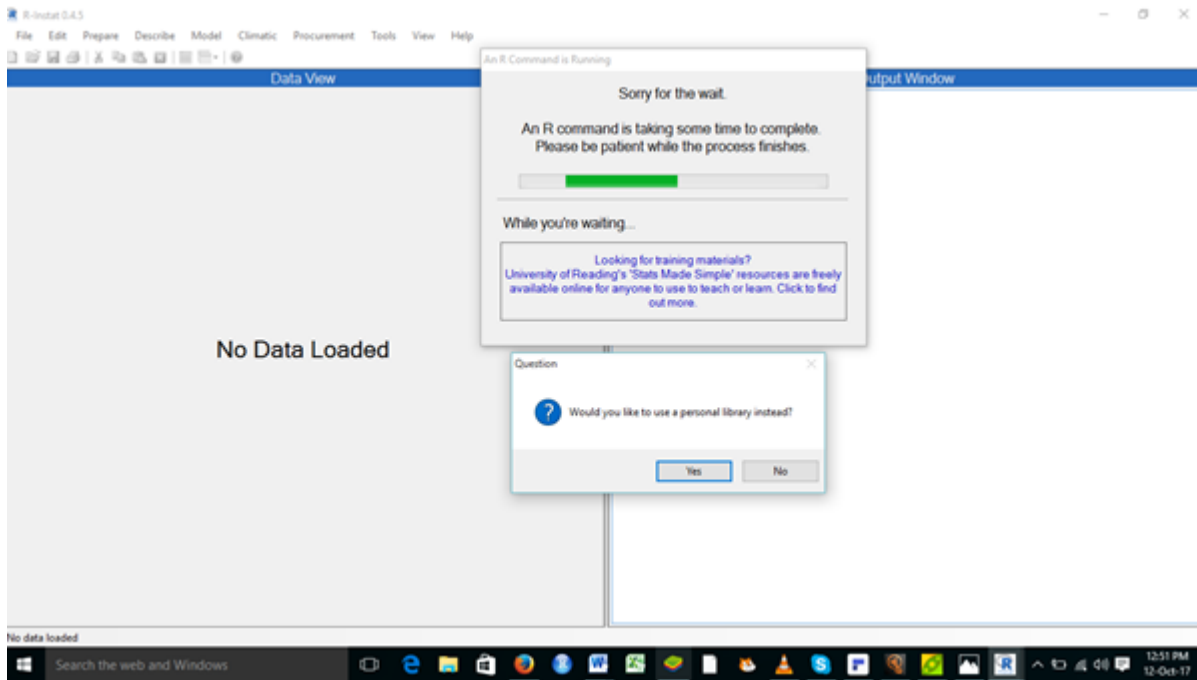 R-Instat 0.4.5
File Edit Prepare Describe Model Climatic Procurement Tools View Help
Data View
utput Window
An R Command is Running
Sorry for the wait.
An R command is taking some time to complete.
Please be patient while the process finishes.
While you're waiting...
Looking for training materials?
University of Reading's 'Stats Made Simple' resources are freely
available online for anyone to use to teach or learn. Click to find
out more.
No Data Loaded
Question
Would you like to use a personal library instead?
Yes No
No data loaded
Search the web and Windows
12:51 PM
12-Oct-17